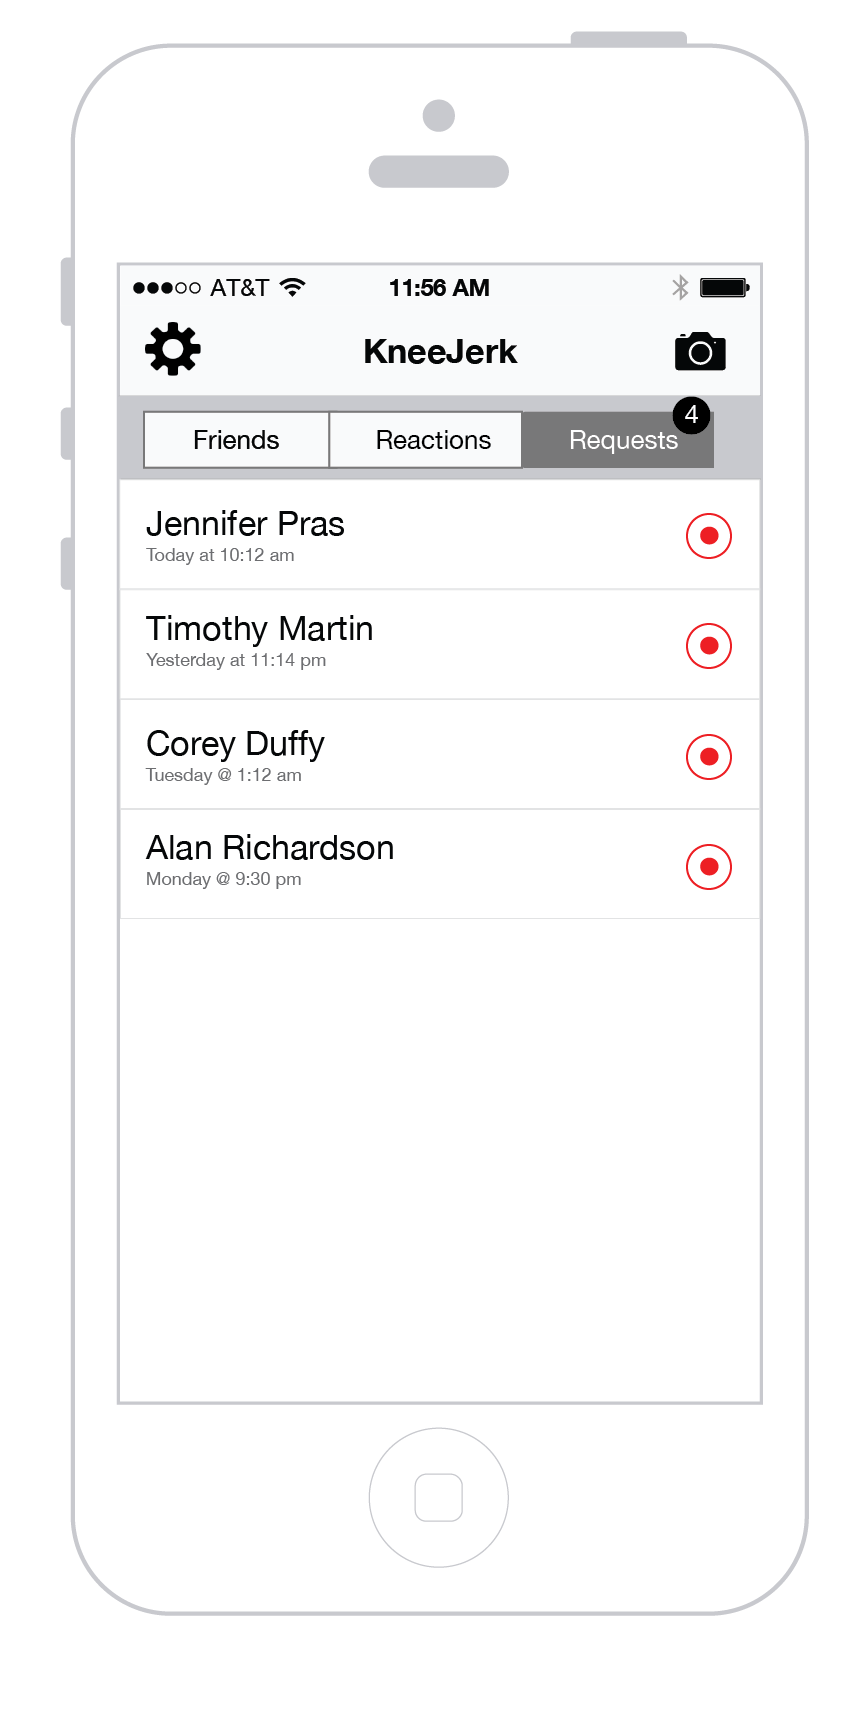 AT&T 11:56 AM
KneeJerk
Friends Reactions Requests 4
Jennifer Pras
Today at 10:12 am
Timothy Martin
Yesterday at 11:14 pm
Corey Duffy
Tuesday @ 1:12 am
Alan Richardson
Monday @ 9:30 pm